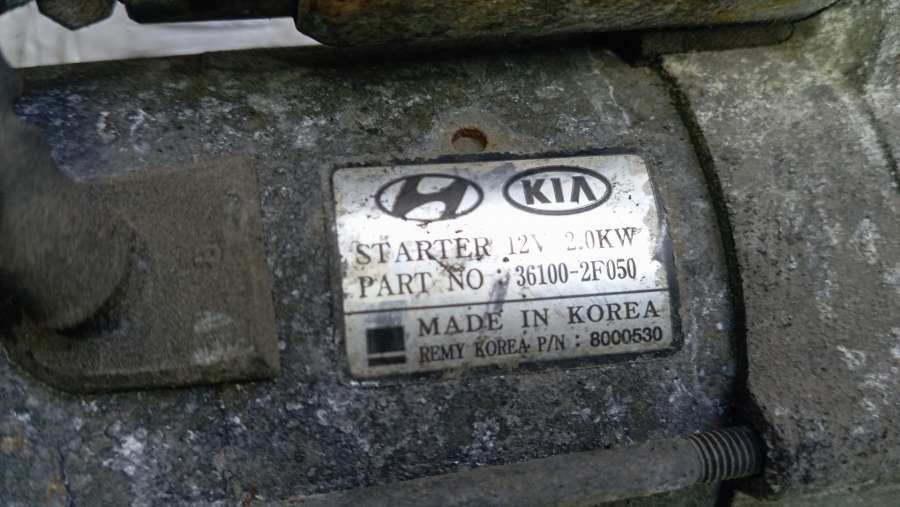 KIA
STARTER 12V 2.0KW
PART NO : 36100-2F050
MADE IN KOREA
REMY KOREA P/N : 8000530